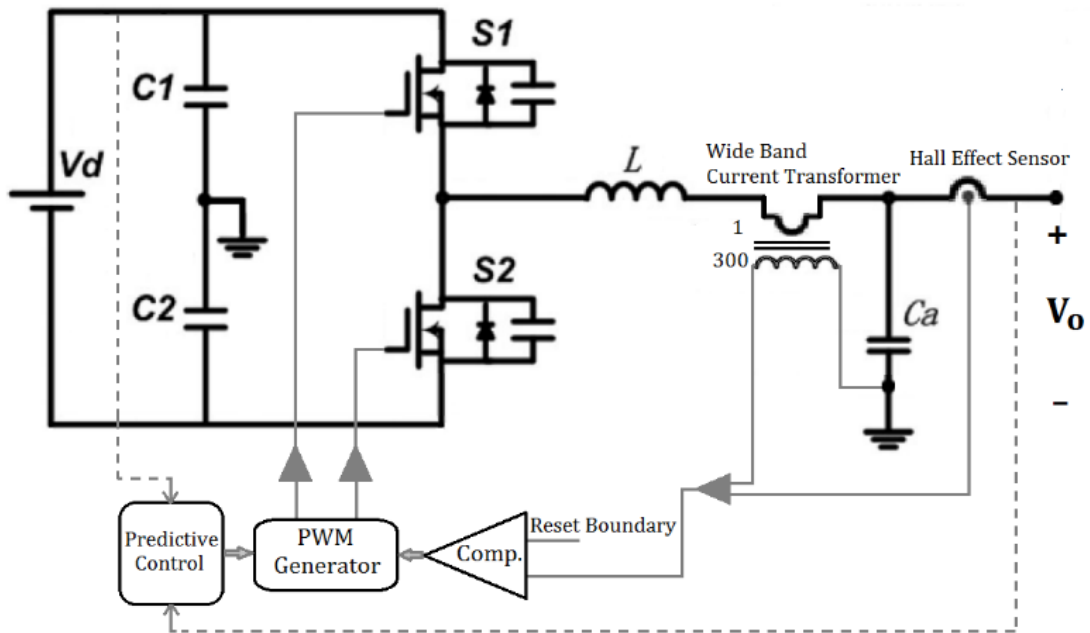 S1
C1
Vd
Wide Band
Current Transformer
Hall Effect Sensor
L
1
300
+
S2
C2
Ca
Vo
−
Reset Boundary
Predictive
Control
PWM
Generator
Comp.